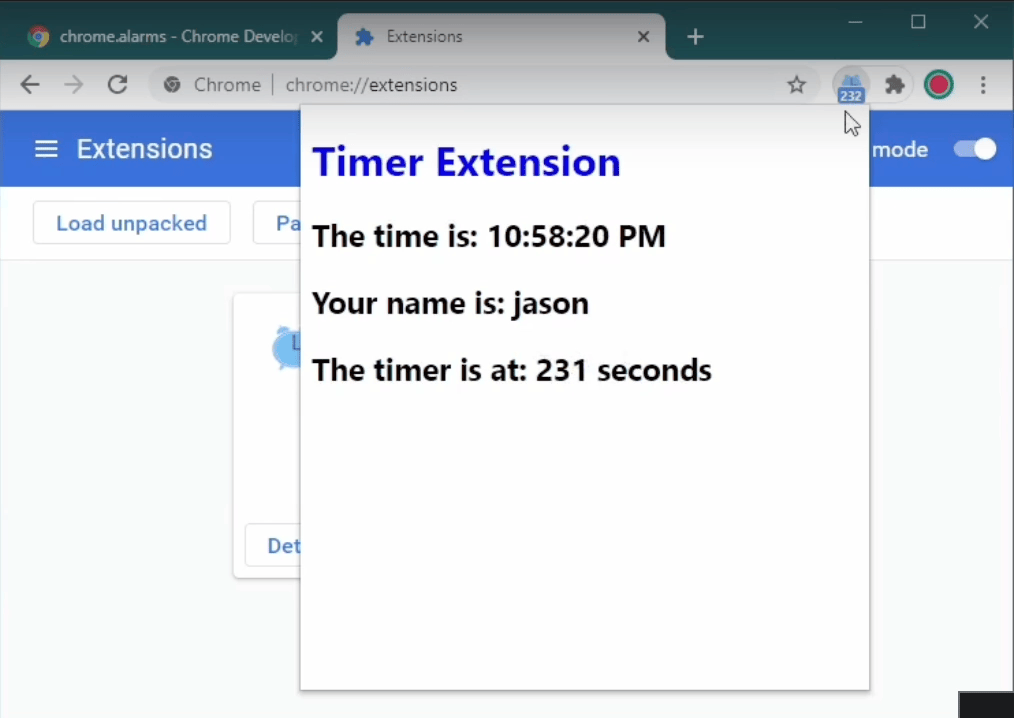 chrome.alarms - Chrome Develo
Extensions
Chrome | chrome://extensions
232
Extensions
mode
Load unpacked
Pa
Timer Extension
The time is: 10:58:20 PM
Your name is: jason
The timer is at: 231 seconds
Det